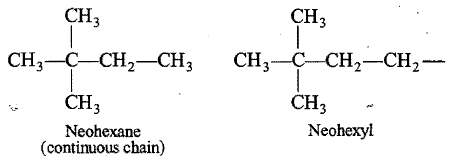 CH₃ CH₃
CH₃—C—CH₂—CH₃ CH₃—C—CH₂—CH₂—
CH₃ CH₃
Neohexane Neohexyl
(continuous chain)